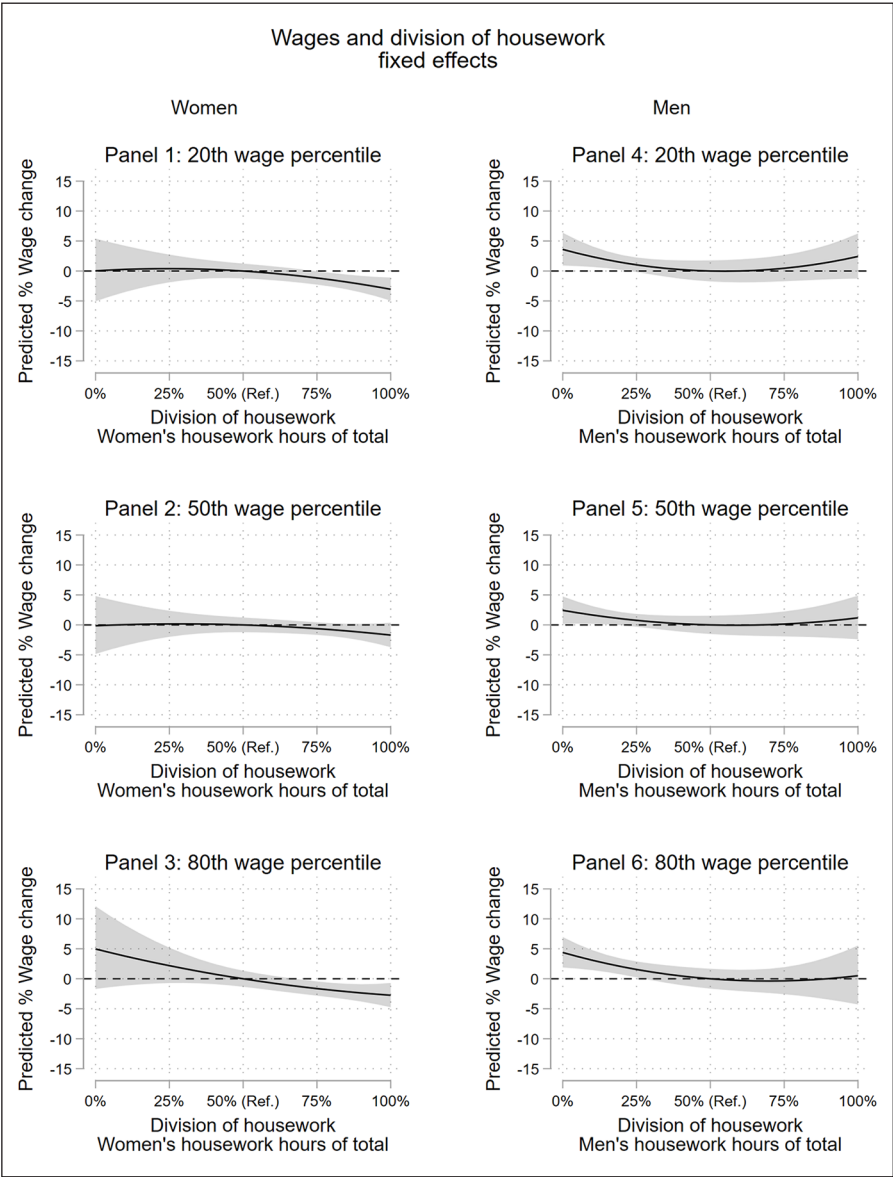 Wages and division of housework
fixed effects
Women
Men
Panel 1: 20th wage percentile
Predicted % Wage change
15
10
5
0
-5
-10
-15
0% 25% 50% (Ref.) 75% 100%
Division of housework
Women's housework hours of total
Panel 4: 20th wage percentile
Predicted % Wage change
15
10
5
0
-5
-10
-15
0% 25% 50% (Ref.) 75% 100%
Division of housework
Men's housework hours of total
Panel 2: 50th wage percentile
Predicted % Wage change
15
10
5
0
-5
-10
-15
0% 25% 50% (Ref.) 75% 100%
Division of housework
Women's housework hours of total
Panel 5: 50th wage percentile
Predicted % Wage change
15
10
5
0
-5
-10
-15
0% 25% 50% (Ref.) 75% 100%
Division of housework
Men's housework hours of total
Panel 3: 80th wage percentile
Predicted % Wage change
15
10
5
0
-5
-10
-15
0% 25% 50% (Ref.) 75% 100%
Division of housework
Women's housework hours of total
Panel 6: 80th wage percentile
Predicted % Wage change
15
10
5
0
-5
-10
-15
0% 25% 50% (Ref.) 75% 100%
Division of housework
Men's housework hours of total